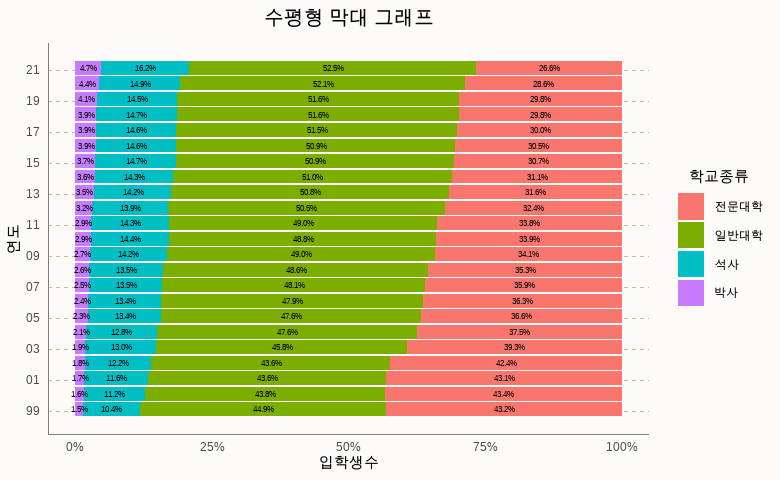 수평형 막대 그래프
연도
21 4.7% 16.2% 52.5% 26.6%
4.4% 14.9% 52.1% 28.6%
19 4.1% 14.5% 51.6% 29.8%
3.9% 14.7% 51.6% 29.8%
17 3.9% 14.6% 51.5% 30.0%
3.9% 14.6% 50.9% 30.5%
15 3.7% 14.7% 50.9% 30.7%
3.6% 14.3% 51.0% 31.1%
13 3.5% 14.2% 50.8% 31.6%
3.2% 13.9% 50.5% 32.4%
11 2.9% 14.3% 49.0% 33.8%
2.9% 14.4% 48.8% 33.9%
09 2.7% 14.2% 49.0% 34.1%
2.6% 13.5% 48.6% 35.3%
07 2.5% 13.5% 48.1% 35.9%
2.4% 13.4% 47.9% 36.3%
05 2.3% 13.4% 47.6% 36.6%
2.1% 12.8% 47.6% 37.5%
03 1.9% 13.0% 45.8% 39.3%
1.8% 12.2% 43.6% 42.4%
01 1.7% 11.6% 43.6% 43.1%
1.6% 11.2% 43.8% 43.4%
99 1.5% 10.4% 44.9% 43.2%
0% 25% 50% 75% 100%
입학생수
학교종류
전문대학
일반대학
석사
박사